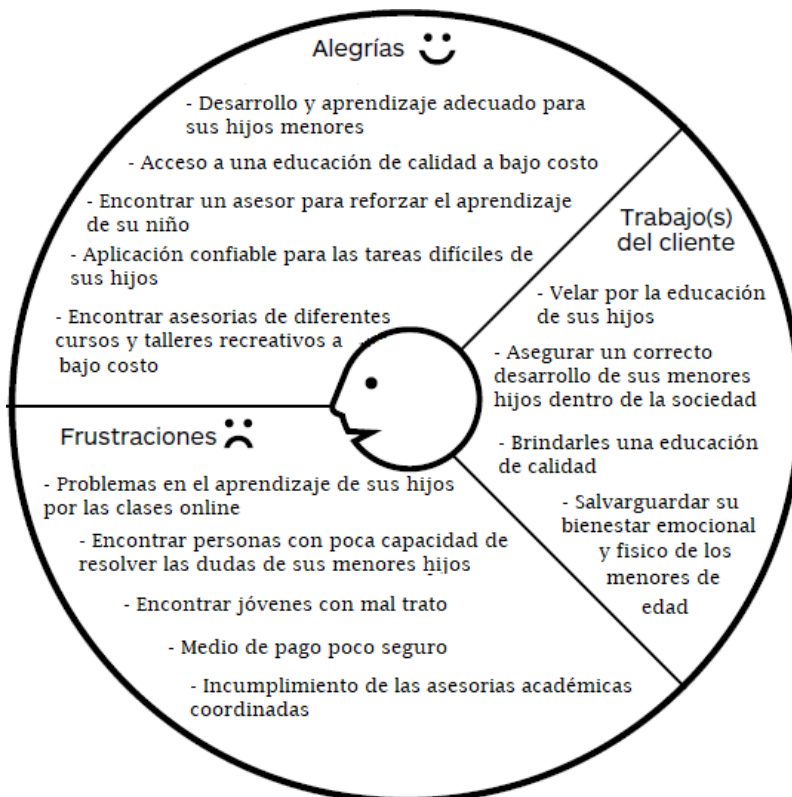 Alegrías
- Desarrollo y aprendizaje adecuado para
sus hijos menores
- Acceso a una educación de calidad a bajo costo
- Encontrar un asesor para reforzar el aprendizaje
de su niño
- Aplicación confiable para las tareas difíciles de
sus hijos
- Encontrar asesorias de diferentes
cursos y talleres recreativos a
bajo costo
Trabajo(s)
del cliente
- Velar por la educación
de sus hijos
- Asegurar un correcto
desarrollo de sus menores
hijos dentro de la sociedad
- Brindarles una educación
de calidad
- Salvarguardar su
bienestar emocional
y fisico de los
menores de
edad
Frustraciones
- Problemas en el aprendizaje de sus hijos
por las clases online
- Encontrar personas con poca capacidad de
resolver las dudas de sus menores hijos
- Encontrar jóvenes con mal trato
- Medio de pago poco seguro
- Incumplimiento de las asesorias académicas
coordinadas